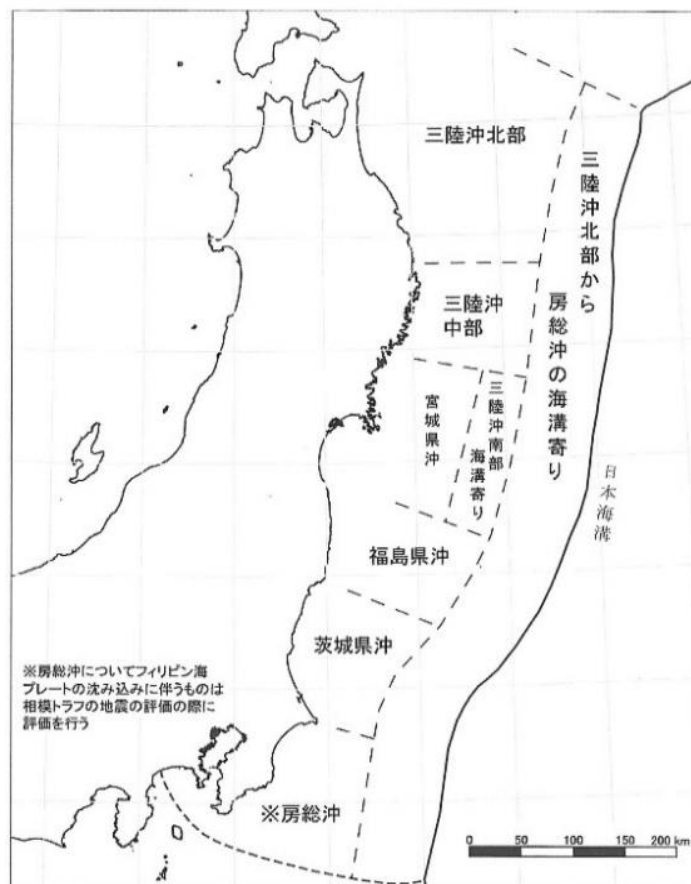 三陸沖北部
三陸沖北部から
房総沖の海溝寄り
三陸沖
中部
宮城県沖
三陸沖南部
海溝寄り
日本海溝
福島県沖
茨城県沖
※房総沖についてフィリピン海
プレートの沈み込みに伴うものは
相模トラフの地震の評価の際に
評価を行う
※房総沖
0 50 100 150 200 km